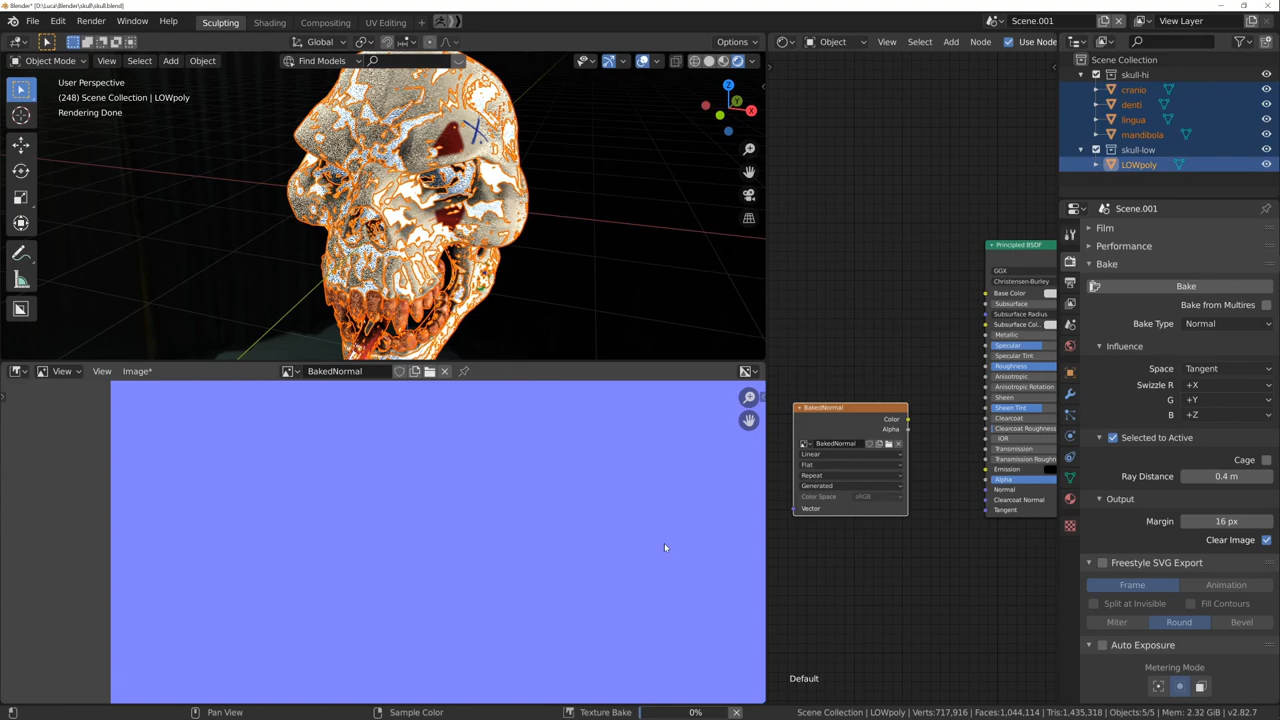 Blender* [D:\Luca\Blender\skull\skull.blend]
File Edit Render Window Help
Sculpting Shading Compositing UV Editing +
Scene.001 View Layer
Global Options
Object View Select Add Node Use Node
Object Mode View Select Add Object Find Models
User Perspective
(248) Scene Collection | LOWpoly
Rendering Done
Z
Y
X
Scene Collection
skull-hi
cranio
denti
lingua
mandibola
skull-low
LOWpoly
Scene.001
Film
Performance
Bake
Bake
Bake from Multires
Bake Type Normal
Influence
Space Tangent
Swizzle R +X
G +Y
B +Z
Selected to Active
Cage
Ray Distance 0.4 m
Output
Margin 16 px
Clear Image
Freestyle SVG Export
Frame Animation
Split at Invisible Fill Contours
Miter Round Bevel
Auto Exposure
Metering Mode
View View Image* BakedNormal
BakedNormal
Color
Alpha
BakedNormal
Linear
Flat
Repeat
Generated
Color Space sRGB
Vector
Principled BSDF
GGX
Christensen-Burley
Base Color
Subsurface
Subsurface Radius
Subsurface Col..
Metallic
Specular
Specular Tint
Roughness
Anisotropic
Anisotropic Rotation
Sheen
Sheen Tint
Clearcoat
Clearcoat Roughness
IOR
Transmission
Transmission Roughn
Emission
Alpha
Normal
Clearcoat Normal
Tangent
Default
Pan View Sample Color Texture Bake 0% Scene Collection | LOWpoly Verts:717,916 | Faces:1,044,114 | Tris:1,435,318 | Objects:5/5 | Mem: 2.32 GiB | v2.82.7